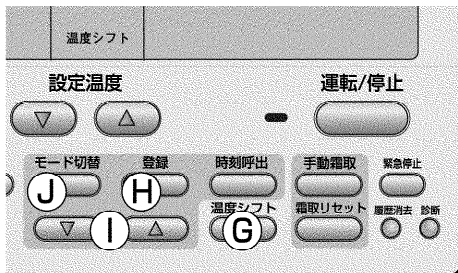 温度シフト
設定温度 運転/停止
▽ △
モード切替 登録 時刻呼出 手動霜取 緊急停止
J H
温度シフト 霜取リセット 履歴消去 診断
▽ I △ G